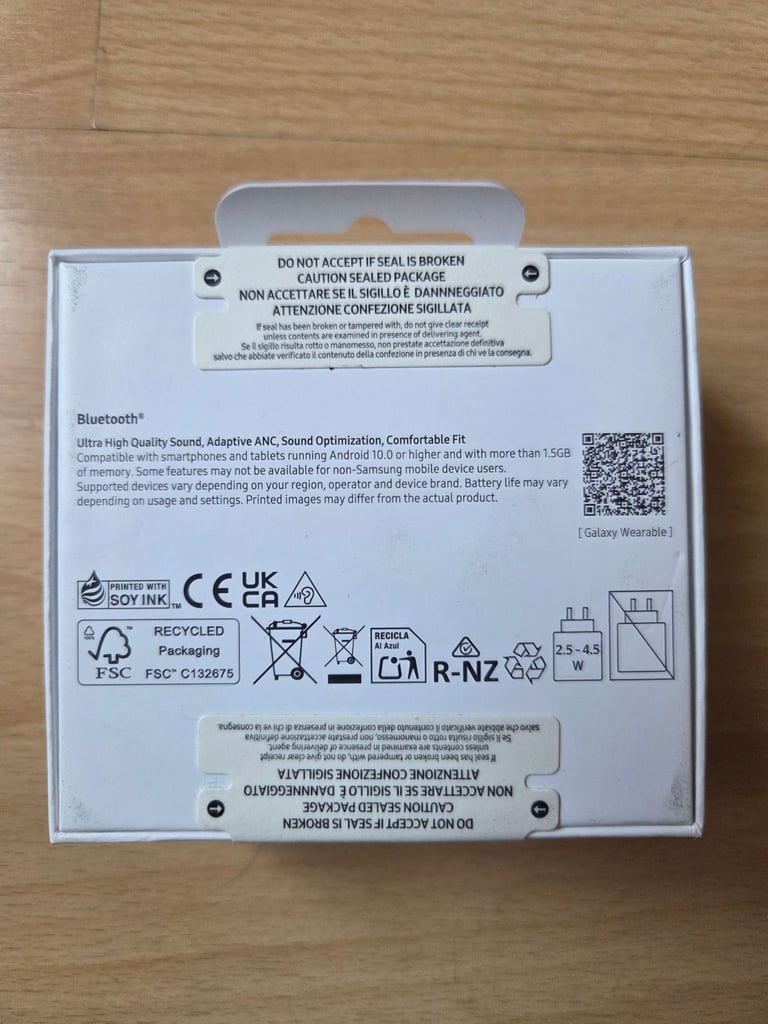 DO NOT ACCEPT IF SEAL IS BROKEN
CAUTION SEALED PACKAGE
NON ACCETTARE SE IL SIGILLO È DANNNEGGIATO
ATTENZIONE CONFEZIONE SIGILLATA
If seal has been broken or tampered with, do not give clear receipt
unless contents are examined in presence of delivering agent.
Se il sigillo risulta rotto o manomesso, non prestate accettazione definitiva
salvo che abbiate verificato il contenuto della confezione in presenza di chi ve la consegna.
Bluetooth®
Ultra High Quality Sound, Adaptive ANC, Sound Optimization, Comfortable Fit
Compatible with smartphones and tablets running Android 10.0 or higher and with more than 1.5GB
of memory. Some features may not be available for non-Samsung mobile device users.
Supported devices vary depending on your region, operator and device brand. Battery life may vary
depending on usage and settings. Printed images may differ from the actual product.
[ Galaxy Wearable ]
PRINTED WITH
SOY INK™
CE
UK
CA
100%
FSC
RECYCLED
Packaging
FSC™ C132675
RECICLA
Al Azul
R-NZ
2.5 - 4.5
W
DO NOT ACCEPT IF SEAL IS BROKEN
CAUTION SEALED PACKAGE
NON ACCETTARE SE IL SIGILLO È DANNNEGGIATO
ATTENZIONE CONFEZIONE SIGILLATA
If seal has been broken or tampered with, do not give clear receipt
unless contents are examined in presence of delivering agent.
Se il sigillo risulta rotto o manomesso, non prestate accettazione definitiva
salvo che abbiate verificato il contenuto della confezione in presenza di chi ve la consegna.